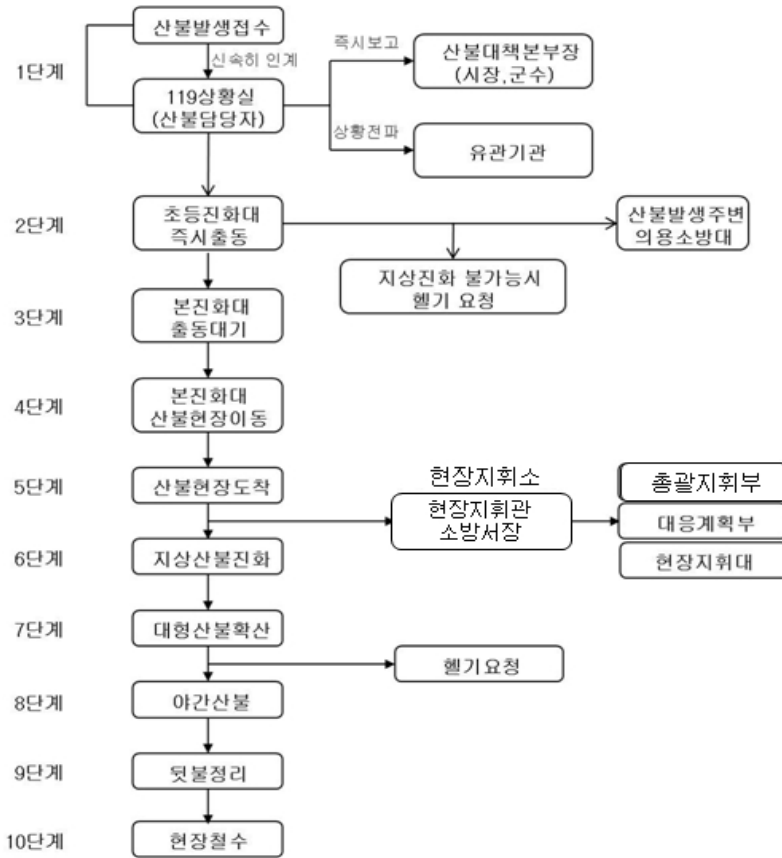 산불발생접수
1단계
신속히 인계
즉시보고
산불대책본부장
(시장,군수)
119상황실
(산불담당자)
상황전파
유관기관
2단계
초등진화대
즉시출동
산불발생주변
의용소방대
지상진화 불가능시
헬기 요청
3단계
본진화대
출동대기
4단계
본진화대
산불현장이동
5단계
산불현장도착
현장지휘소
현장지휘관
소방서장
총괄지휘부
대응계획부
현장지휘대
6단계
지상산불진화
7단계
대형산불확산
헬기요청
8단계
야간산불
9단계
뒷불정리
10단계
현장철수